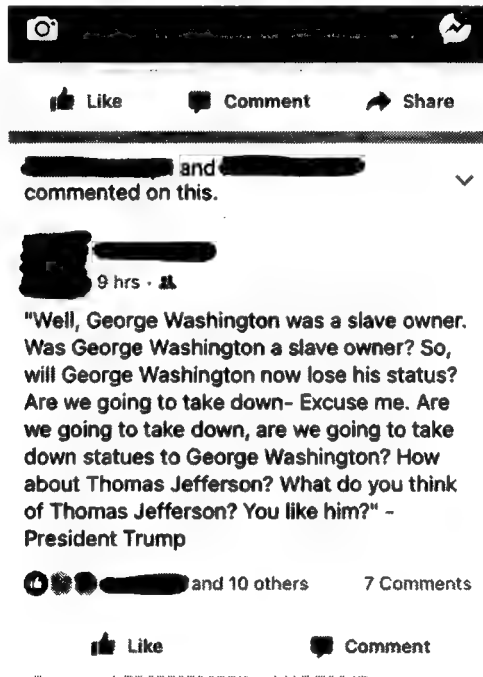 Like Comment Share
and
commented on this.
9 hrs ·
"Well, George Washington was a slave owner.
Was George Washington a slave owner? So,
will George Washington now lose his status?
Are we going to take down- Excuse me. Are
we going to take down, are we going to take
down statues to George Washington? How
about Thomas Jefferson? What do you think
of Thomas Jefferson? You like him?" -
President Trump
and 10 others 7 Comments
Like Comment